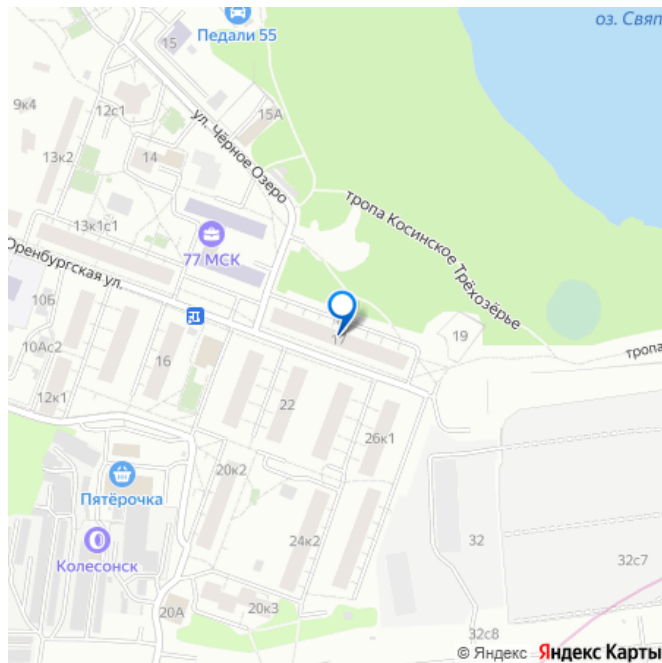 оз. Свят
Педали 55
15
9к4
12с1
15А
ул. Чёрное Озеро
13к2
14
тропа Косинское Трёхозёрье
13к1с1
77 МСК
Оренбургская ул.
10Б
17
19
тропа
10Ас2
16
12к1
22
26к1
20к2
Пятёрочка
24к2
32
Колесонск
32с7
20А
20к3
32с8
© Яндекс Яндекс Карты